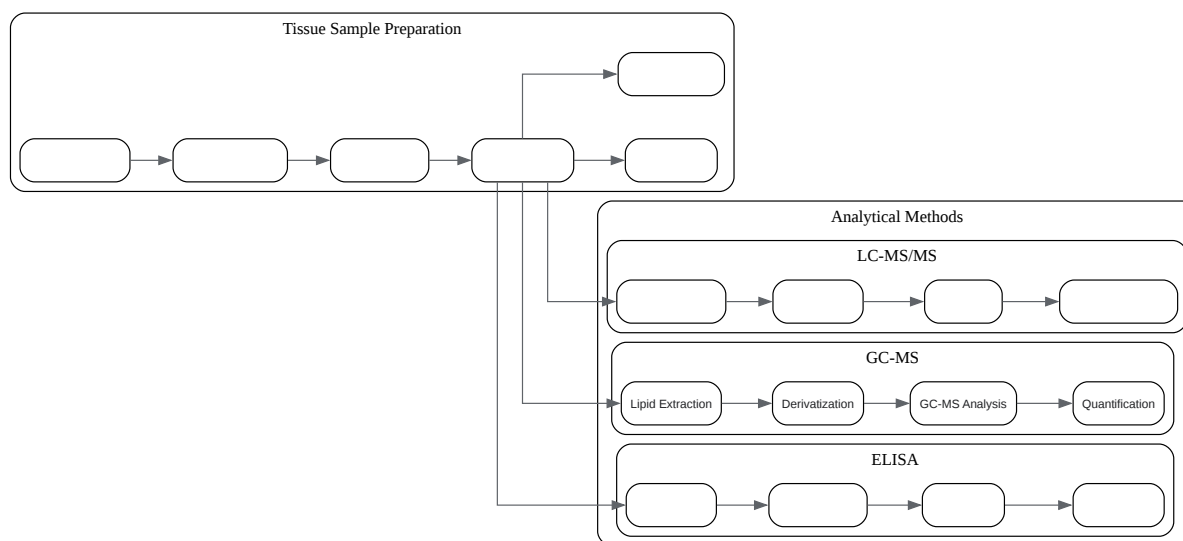 Tissue Sample Preparation
Analytical Methods
LC-MS/MS
GC-MS
Lipid Extraction
Derivatization
GC-MS Analysis
Quantification
ELISA